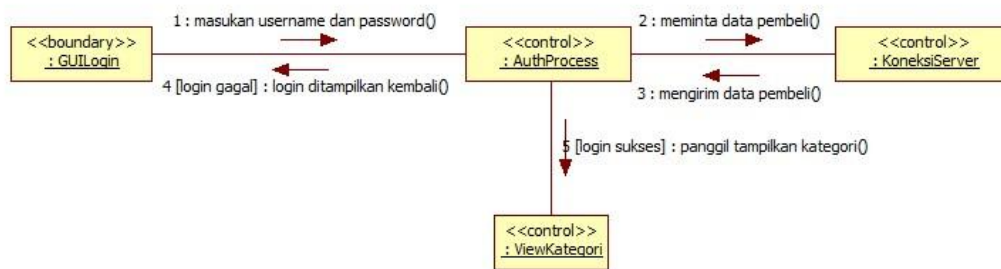 1 : masukan username dan password()
2 : meminta data pembeli()
<<boundary>>
: GUILogin
<<control>>
: AuthProcess
<<control>>
: KoneksiServer
4 [login gagal] : login ditampilkan kembali()
3 : mengirim data pembeli()
5 [login sukses] : panggil tampilkan kategori()
<<control>>
: ViewKategori